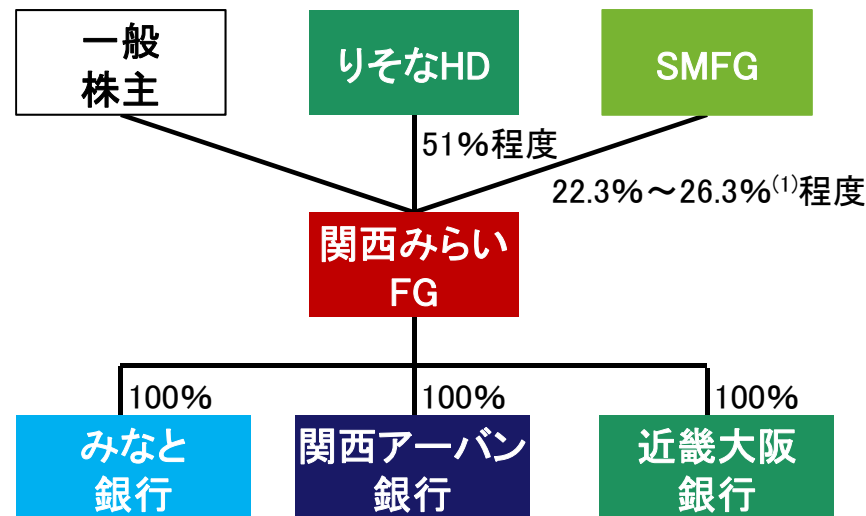 一般
株主
りそなHD
SMFG
51%程度
22.3%～26.3%(1)程度
関西みらい
FG
100%
100%
100%
みなと
銀行
関西アーバン
銀行
近畿大阪
銀行